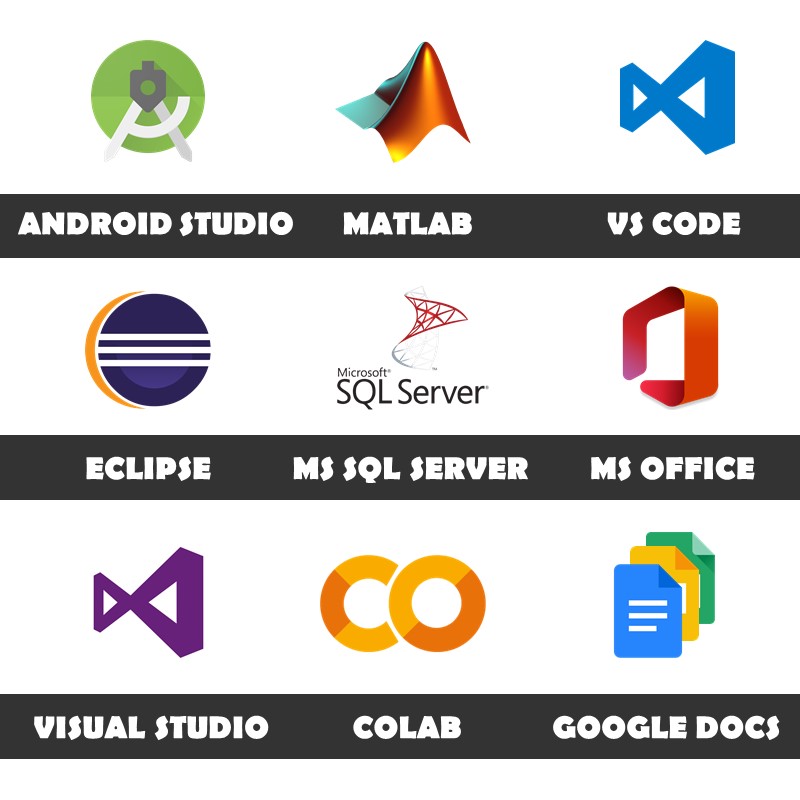 ANDROID STUDIO
MATLAB
VS CODE
Microsoft®
SQL Server®
ECLIPSE
MS SQL SERVER
MS OFFICE
VISUAL STUDIO
COLAB
GOOGLE DOCS